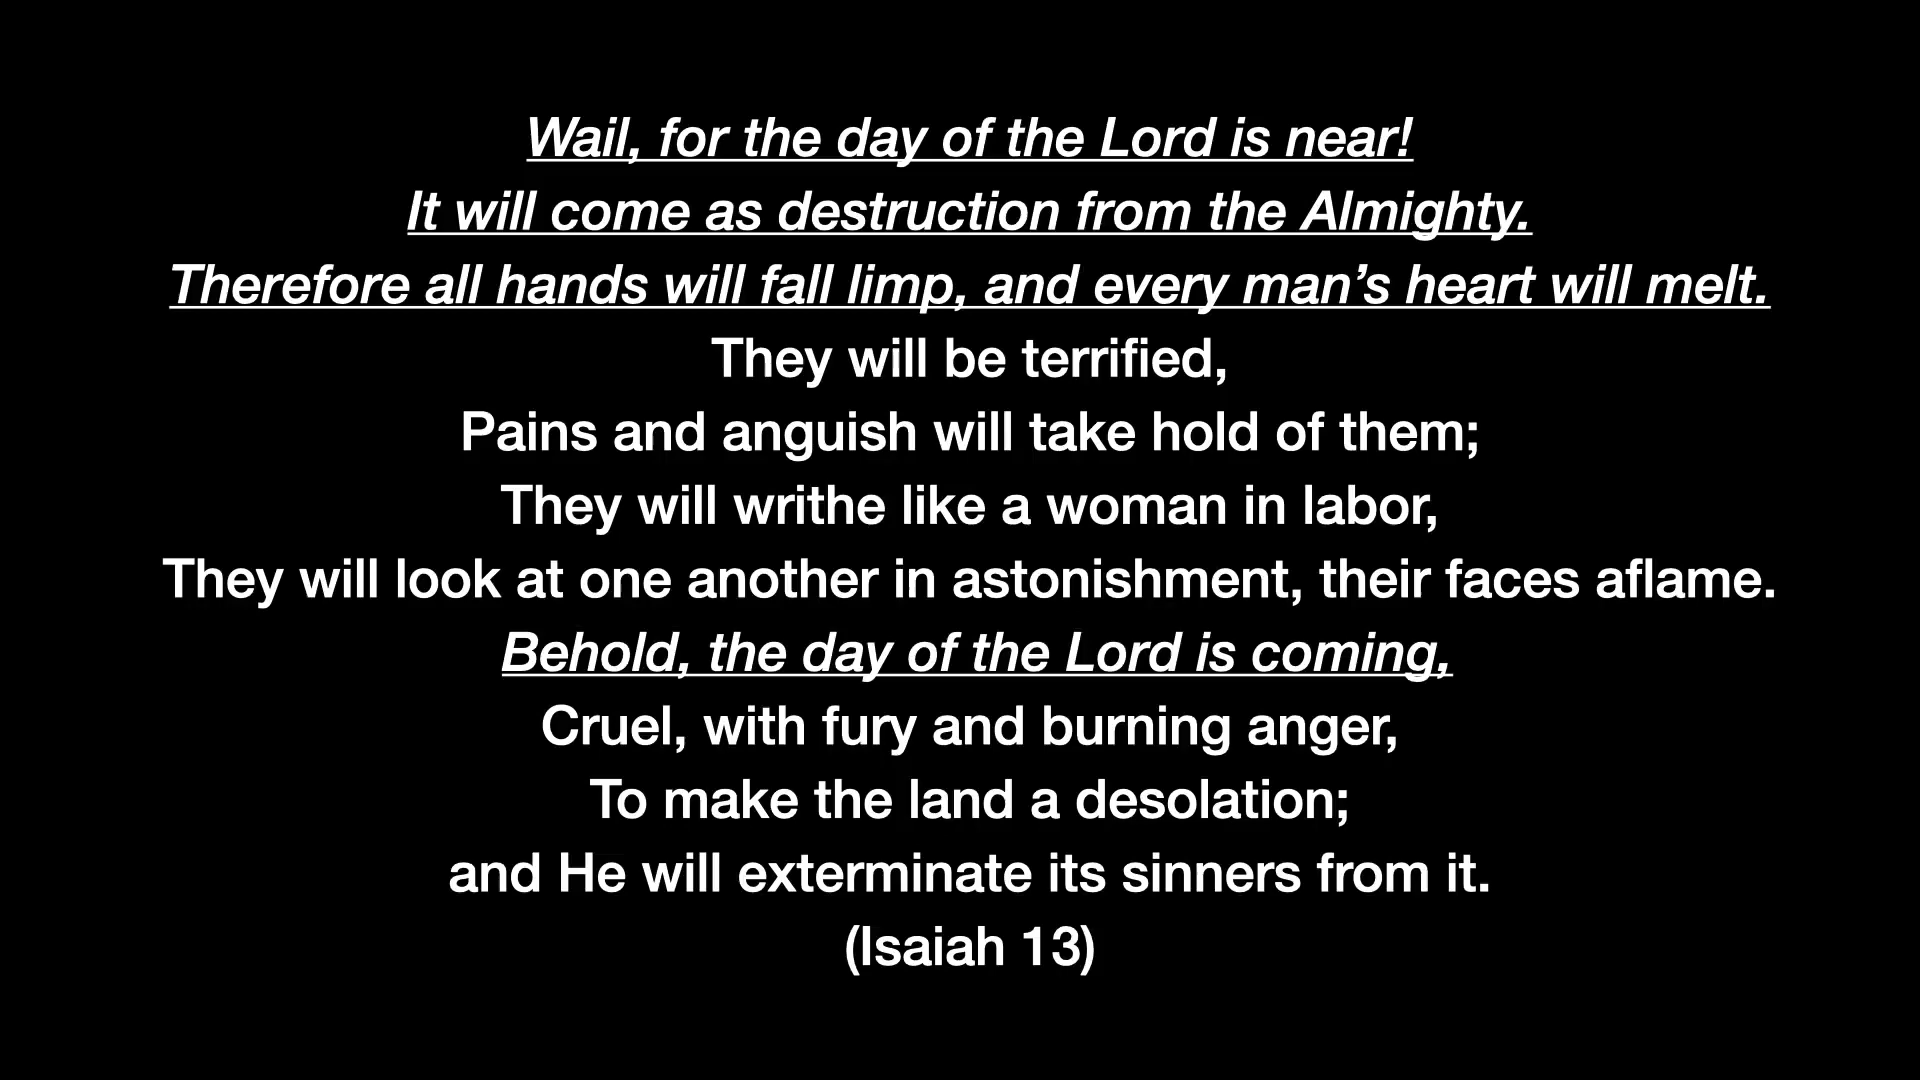 Wail, for the day of the Lord is near!
It will come as destruction from the Almighty.
Therefore all hands will fall limp, and every man’s heart will melt.
They will be terrified,
Pains and anguish will take hold of them;
They will writhe like a woman in labor,
They will look at one another in astonishment, their faces aflame.
Behold, the day of the Lord is coming,
Cruel, with fury and burning anger,
To make the land a desolation;
and He will exterminate its sinners from it.
(Isaiah 13)